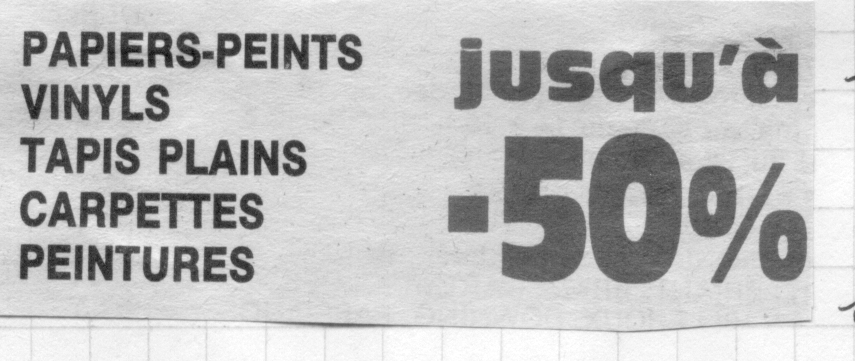 PAPIERS-PEINTS
VINYLS
TAPIS PLAINS
CARPETTES
PEINTURES
jusqu'à
-50%